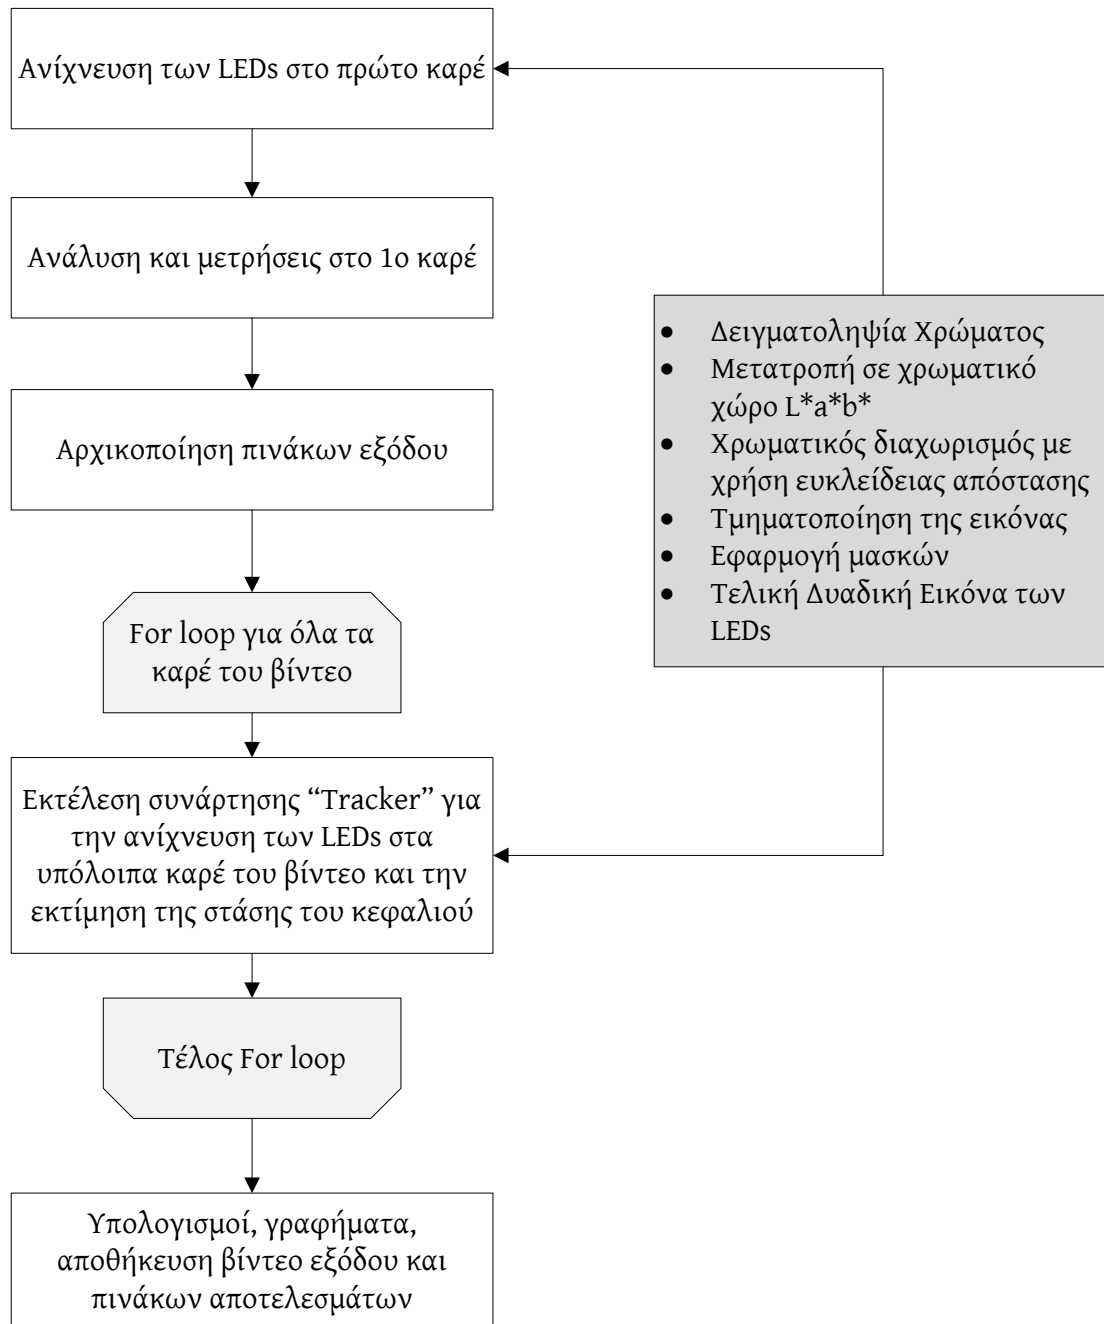 Ανίχνευση των LEDs στο πρώτο καρέ
Ανάλυση και μετρήσεις στο 1ο καρέ
Αρχικοποίηση πινάκων εξόδου
For loop για όλα τα
καρέ του βίντεο
Εκτέλεση συνάρτησης “Tracker” για
την ανίχνευση των LEDs στα
υπόλοιπα καρέ του βίντεο και την
εκτίμηση της στάσης του κεφαλιού
Τέλος For loop
Υπολογισμοί, γραφήματα,
αποθήκευση βίντεο εξόδου και
πινάκων αποτελεσμάτων
• Δειγματοληψία Χρώματος
• Μετατροπή σε χρωματικό
χώρο L*a*b*
• Χρωματικός διαχωρισμός με
χρήση ευκλείδειας απόστασης
• Τμηματοποίηση της εικόνας
• Εφαρμογή μασκών
• Τελική Δυαδική Εικόνα των
LEDs